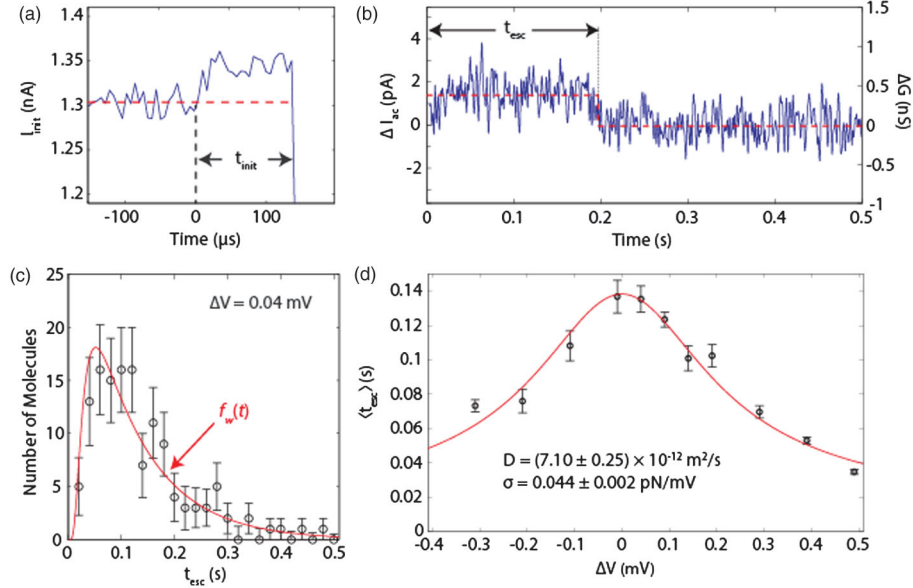 (a)
1.4
1.35
1.3
1.25
1.2
I_init (nA)
t_init
-100
0
100
Time (µs)
(b)
4
2
0
-2
Δ I_ac (pA)
t_esc
1.5
1
0.5
0
-0.5
-1
ΔG (nS)
0
0.1
0.2
0.3
0.4
0.5
Time (s)
(c)
25
20
15
10
5
0
Number of Molecules
ΔV = 0.04 mV
f_w(t)
0
0.1
0.2
0.3
0.4
0.5
t_esc (s)
(d)
0.14
0.12
0.10
0.08
0.06
0.04
0.02
0.00
⟨t_esc⟩ (s)
D = (7.10 ± 0.25) × 10⁻¹² m²/s
σ = 0.044 ± 0.002 pN/mV
-0.4
-0.3
-0.2
-0.1
0
0.1
0.2
0.3
0.4
0.5
ΔV (mV)